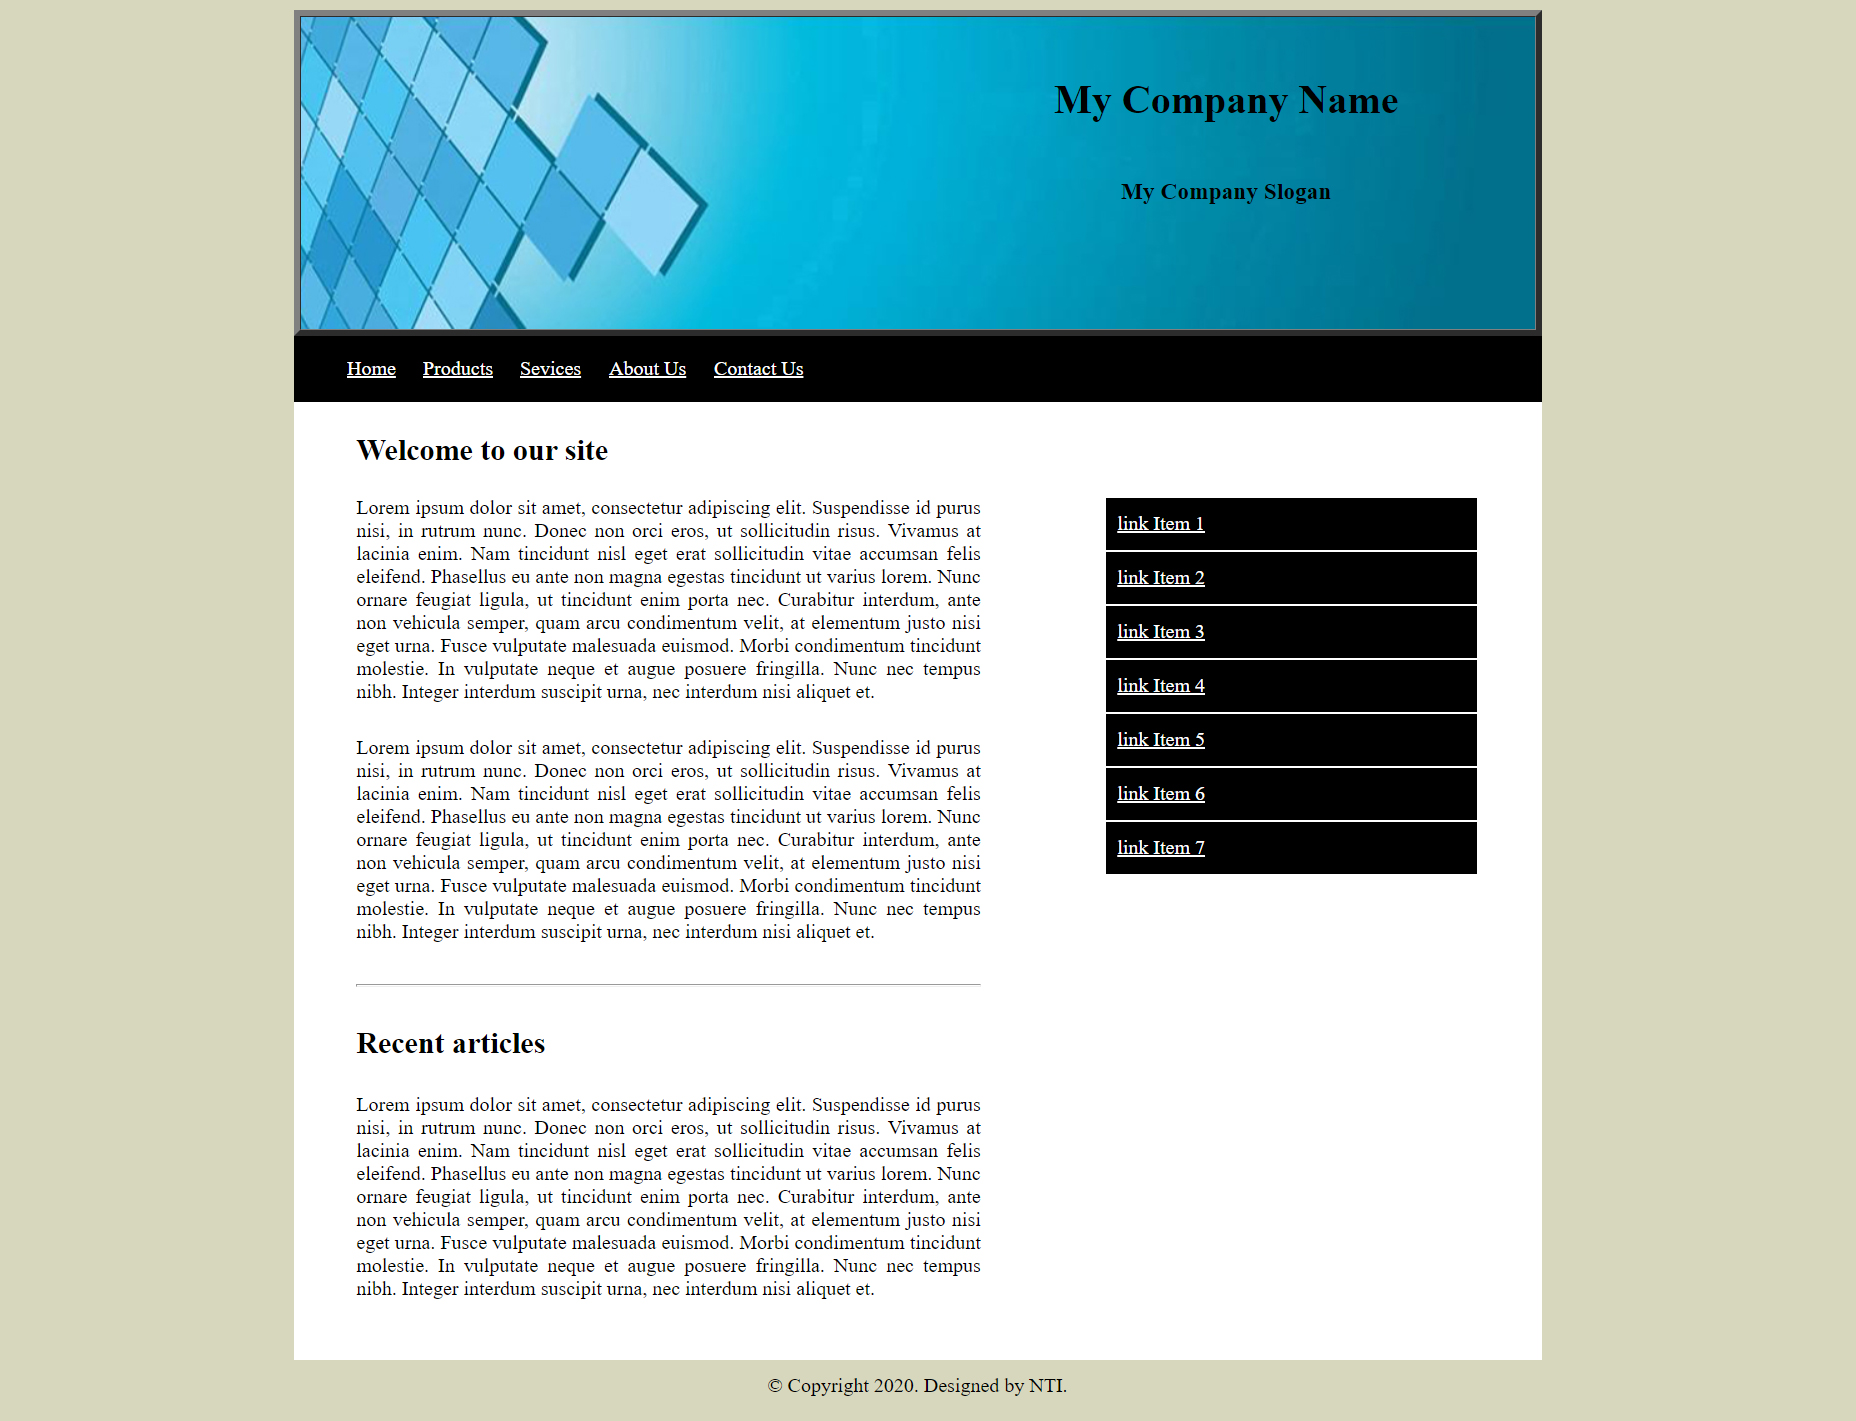 My Company Name
My Company Slogan
Home Products Sevices About Us Contact Us
Welcome to our site
Lorem ipsum dolor sit amet, consectetur adipiscing elit. Suspendisse id purus
nisi, in rutrum nunc. Donec non orci eros, ut sollicitudin risus. Vivamus at
lacinia enim. Nam tincidunt nisl eget erat sollicitudin vitae accumsan felis
eleifend. Phasellus eu ante non magna egestas tincidunt ut varius lorem. Nunc
ornare feugiat ligula, ut tincidunt enim porta nec. Curabitur interdum, ante
non vehicula semper, quam arcu condimentum velit, at elementum justo nisi
eget urna. Fusce vulputate malesuada euismod. Morbi condimentum tincidunt
molestie. In vulputate neque et augue posuere fringilla. Nunc nec tempus
nibh. Integer interdum suscipit urna, nec interdum nisi aliquet et.
Lorem ipsum dolor sit amet, consectetur adipiscing elit. Suspendisse id purus
nisi, in rutrum nunc. Donec non orci eros, ut sollicitudin risus. Vivamus at
lacinia enim. Nam tincidunt nisl eget erat sollicitudin vitae accumsan felis
eleifend. Phasellus eu ante non magna egestas tincidunt ut varius lorem. Nunc
ornare feugiat ligula, ut tincidunt enim porta nec. Curabitur interdum, ante
non vehicula semper, quam arcu condimentum velit, at elementum justo nisi
eget urna. Fusce vulputate malesuada euismod. Morbi condimentum tincidunt
molestie. In vulputate neque et augue posuere fringilla. Nunc nec tempus
nibh. Integer interdum suscipit urna, nec interdum nisi aliquet et.
Recent articles
Lorem ipsum dolor sit amet, consectetur adipiscing elit. Suspendisse id purus
nisi, in rutrum nunc. Donec non orci eros, ut sollicitudin risus. Vivamus at
lacinia enim. Nam tincidunt nisl eget erat sollicitudin vitae accumsan felis
eleifend. Phasellus eu ante non magna egestas tincidunt ut varius lorem. Nunc
ornare feugiat ligula, ut tincidunt enim porta nec. Curabitur interdum, ante
non vehicula semper, quam arcu condimentum velit, at elementum justo nisi
eget urna. Fusce vulputate malesuada euismod. Morbi condimentum tincidunt
molestie. In vulputate neque et augue posuere fringilla. Nunc nec tempus
nibh. Integer interdum suscipit urna, nec interdum nisi aliquet et.
link Item 1
link Item 2
link Item 3
link Item 4
link Item 5
link Item 6
link Item 7
© Copyright 2020. Designed by NTI.